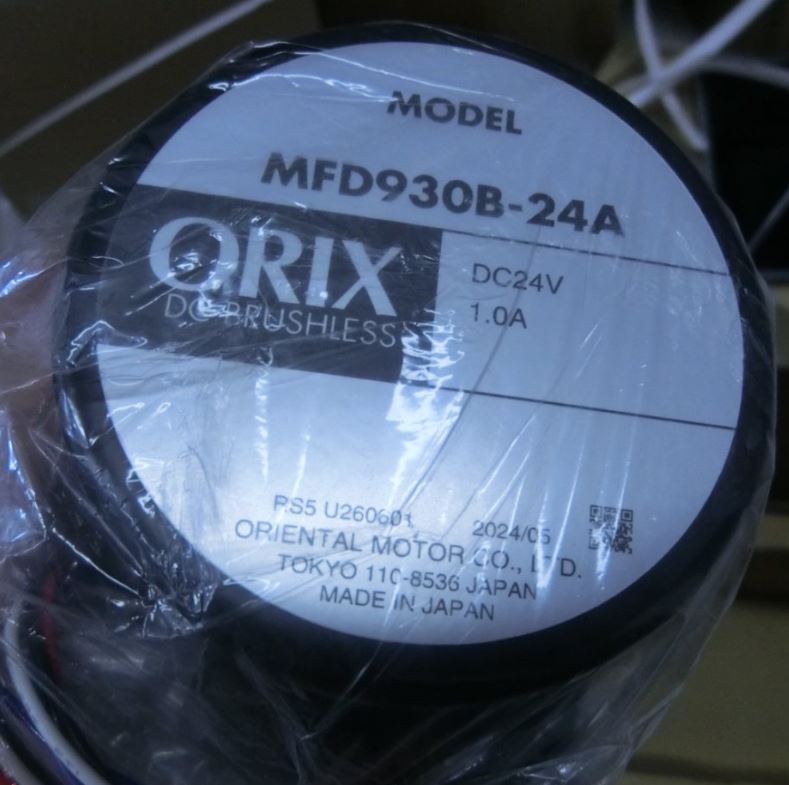 MODEL
MFD930B-24A
ORIX
DC BRUSHLESS
DC24V
1.0A
RS5 U260601 2024/05
ORIENTAL MOTOR CO., LTD.
TOKYO 110-8536 JAPAN
MADE IN JAPAN